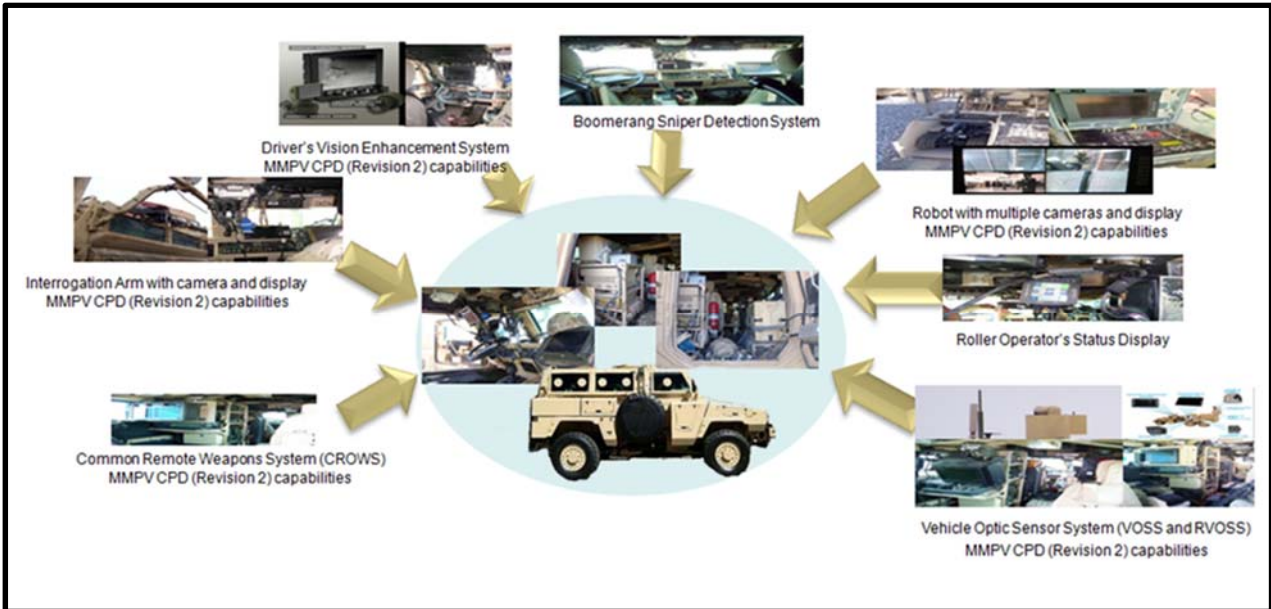 Driver's Vision Enhancement System
MMPV CPD (Revision 2) capabilities
Boomerang Sniper Detection System
Robot with multiple cameras and display
MMPV CPD (Revision 2) capabilities
Interrogation Arm with camera and display
MMPV CPD (Revision 2) capabilities
Roller Operator's Status Display
Common Remote Weapons System (CROWS)
MMPV CPD (Revision 2) capabilities
Vehicle Optic Sensor System (VOSS and RVOSS)
MMPV CPD (Revision 2) capabilities